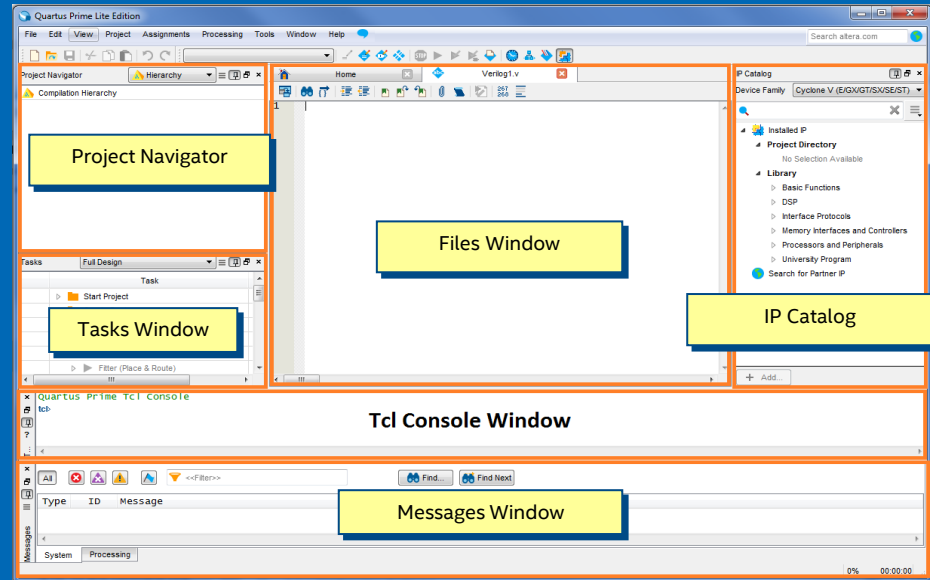 Quartus Prime Lite Edition
File Edit View Project Assignments Processing Tools Window Help
Search altera.com
Project Navigator Hierarchy
Compilation Hierarchy
Project Navigator
Home Verilog1.v
267
268
1
Files Window
IP Catalog
Device Family Cyclone V (E/GX/GT/SX/SE/ST)
Installed IP
Project Directory
No Selection Available
Library
Basic Functions
DSP
Interface Protocols
Memory Interfaces and Controllers
Processors and Peripherals
University Program
Search for Partner IP
IP Catalog
+ Add...
Tasks Full Design
Task
Start Project
Tasks Window
Fitter (Place & Route)
Quartus Prime Tcl Console
tcl>
Tcl Console Window
All <<Filter>> Find... Find Next
Type ID Message
Messages Window
Messages
System Processing
0% 00:00:00